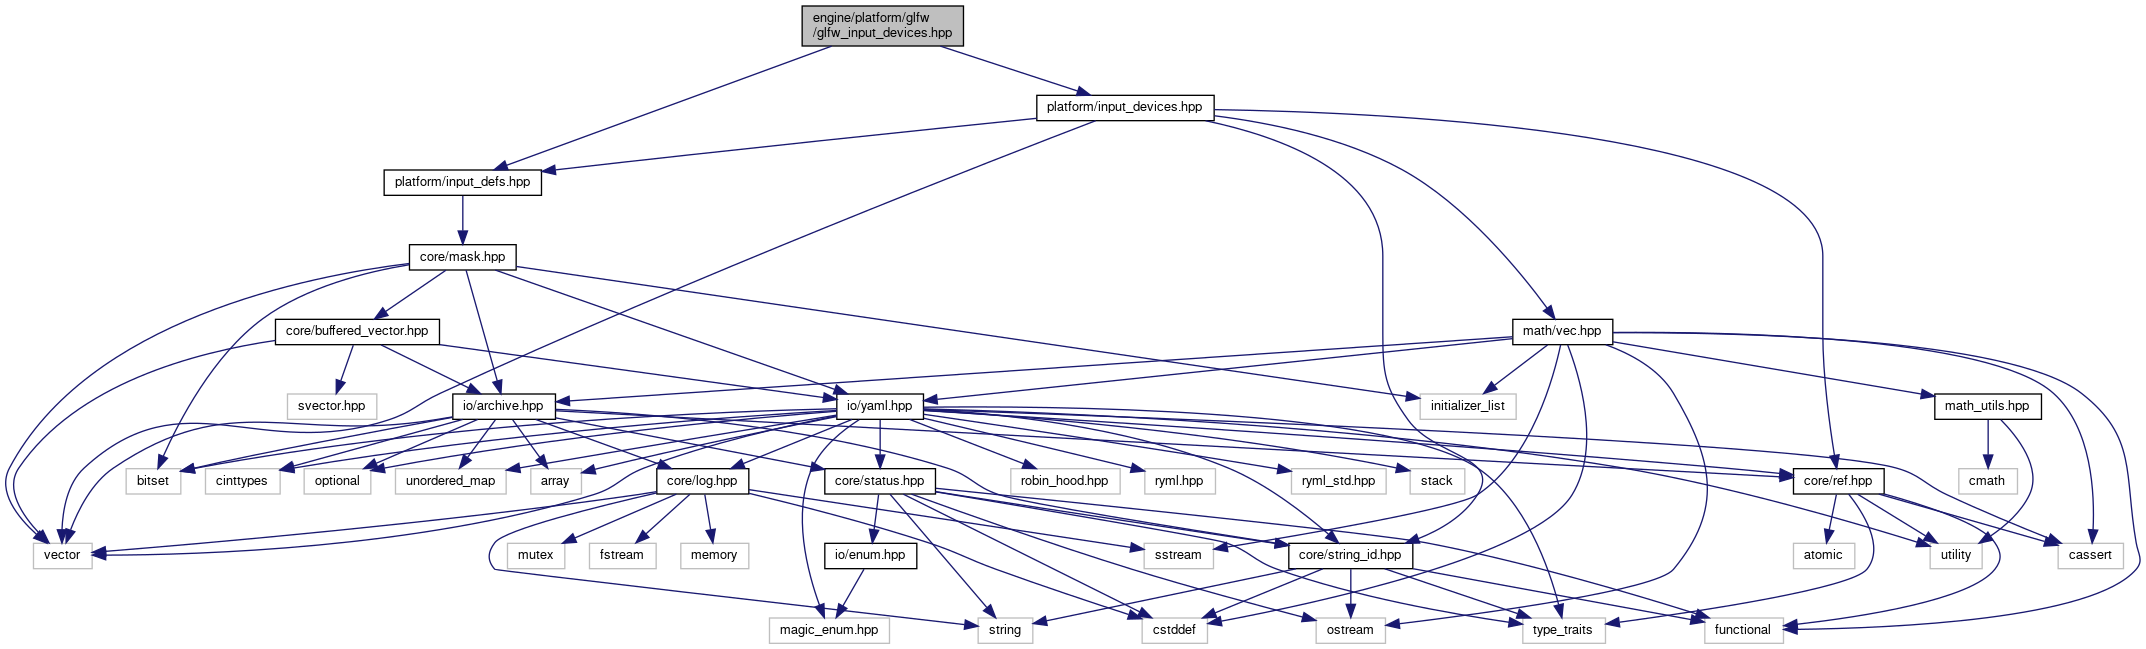 engine/platform/glfw
/glfw_input_devices.hpp
platform/input_devices.hpp
platform/input_defs.hpp
core/mask.hpp
core/buffered_vector.hpp
math/vec.hpp
svector.hpp
io/archive.hpp
io/yaml.hpp
initializer_list
math_utils.hpp
bitset
cinttypes
optional
unordered_map
array
core/log.hpp
core/status.hpp
robin_hood.hpp
ryml.hpp
ryml_std.hpp
stack
core/ref.hpp
cmath
vector
mutex
fstream
memory
io/enum.hpp
sstream
core/string_id.hpp
atomic
utility
cassert
magic_enum.hpp
string
cstddef
ostream
type_traits
functional